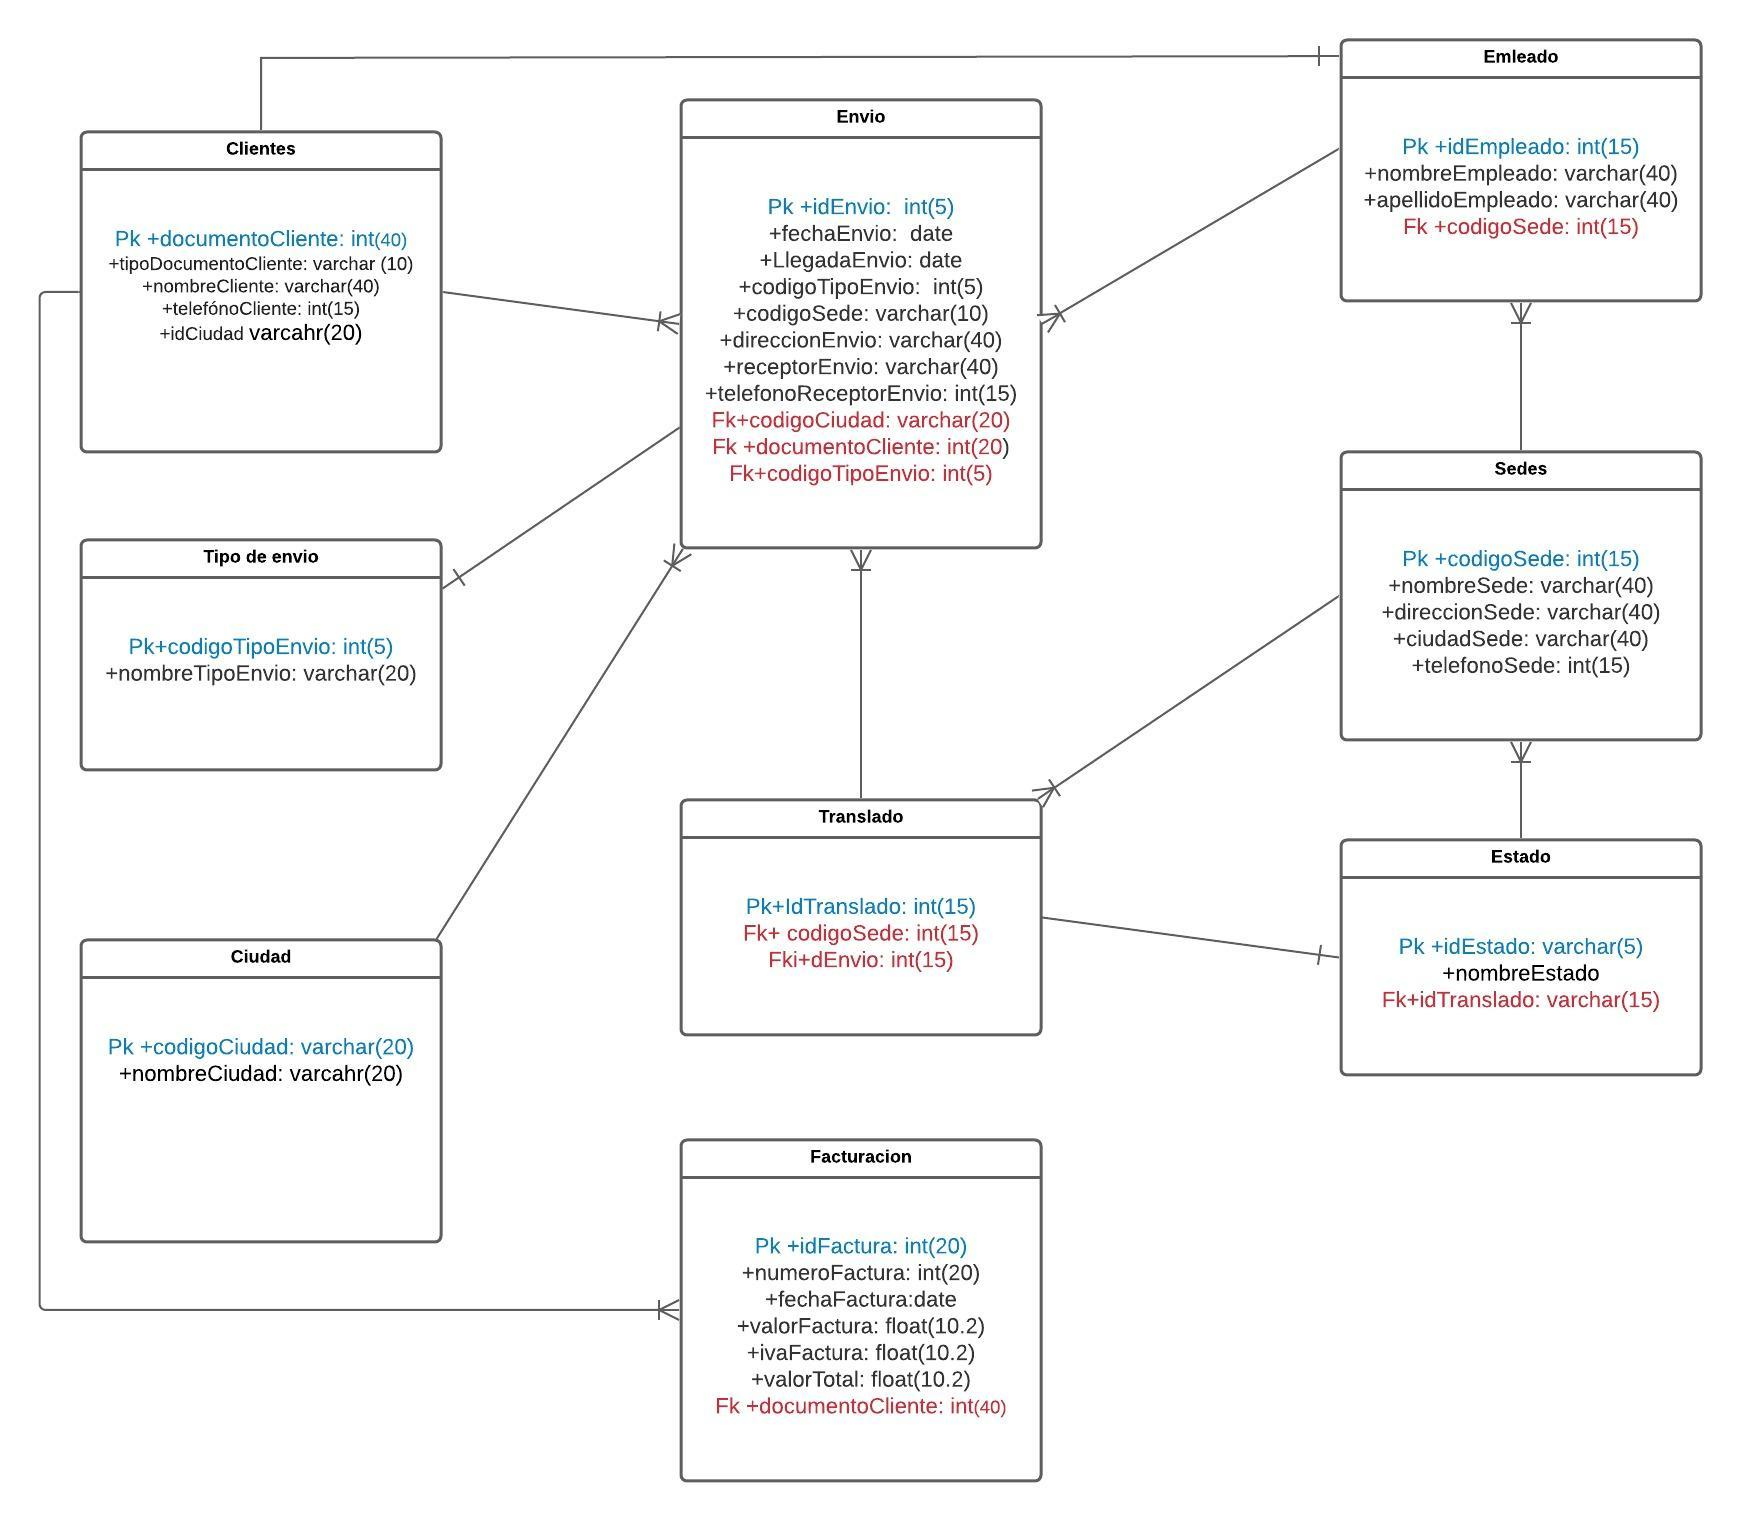 Emleado
Pk +idEmpleado: int(15)
+nombreEmpleado: varchar(40)
+apellidoEmpleado: varchar(40)
Fk +codigoSede: int(15)
Envio
Pk +idEnvio:  int(5)
+fechaEnvio:  date
+LlegadaEnvio: date
+codigoTipoEnvio:  int(5)
+codigoSede: varchar(10)
+direccionEnvio: varchar(40)
+receptorEnvio: varchar(40)
+telefonoReceptorEnvio: int(15)
Fk+codigoCiudad: varchar(20)
Fk +documentoCliente: int(20)
Fk+codigoTipoEnvio: int(5)
Clientes
Pk +documentoCliente: int(40)
+tipoDocumentoCliente: varchar (10)
+nombreCliente: varchar(40)
+telefónoCliente: int(15)
+idCiudad varcahr(20)
Sedes
Pk +codigoSede: int(15)
+nombreSede: varchar(40)
+direccionSede: varchar(40)
+ciudadSede: varchar(40)
+telefonoSede: int(15)
Tipo de envio
Pk+codigoTipoEnvio: int(5)
+nombreTipoEnvio: varchar(20)
Translado
Pk+IdTranslado: int(15)
Fk+ codigoSede: int(15)
Fki+dEnvio: int(15)
Estado
Pk +idEstado: varchar(5)
+nombreEstado
Fk+idTranslado: varchar(15)
Ciudad
Pk +codigoCiudad: varchar(20)
+nombreCiudad: varcahr(20)
Facturacion
Pk +idFactura: int(20)
+numeroFactura: int(20)
+fechaFactura:date
+valorFactura: float(10.2)
+ivaFactura: float(10.2)
+valorTotal: float(10.2)
Fk +documentoCliente: int(40)